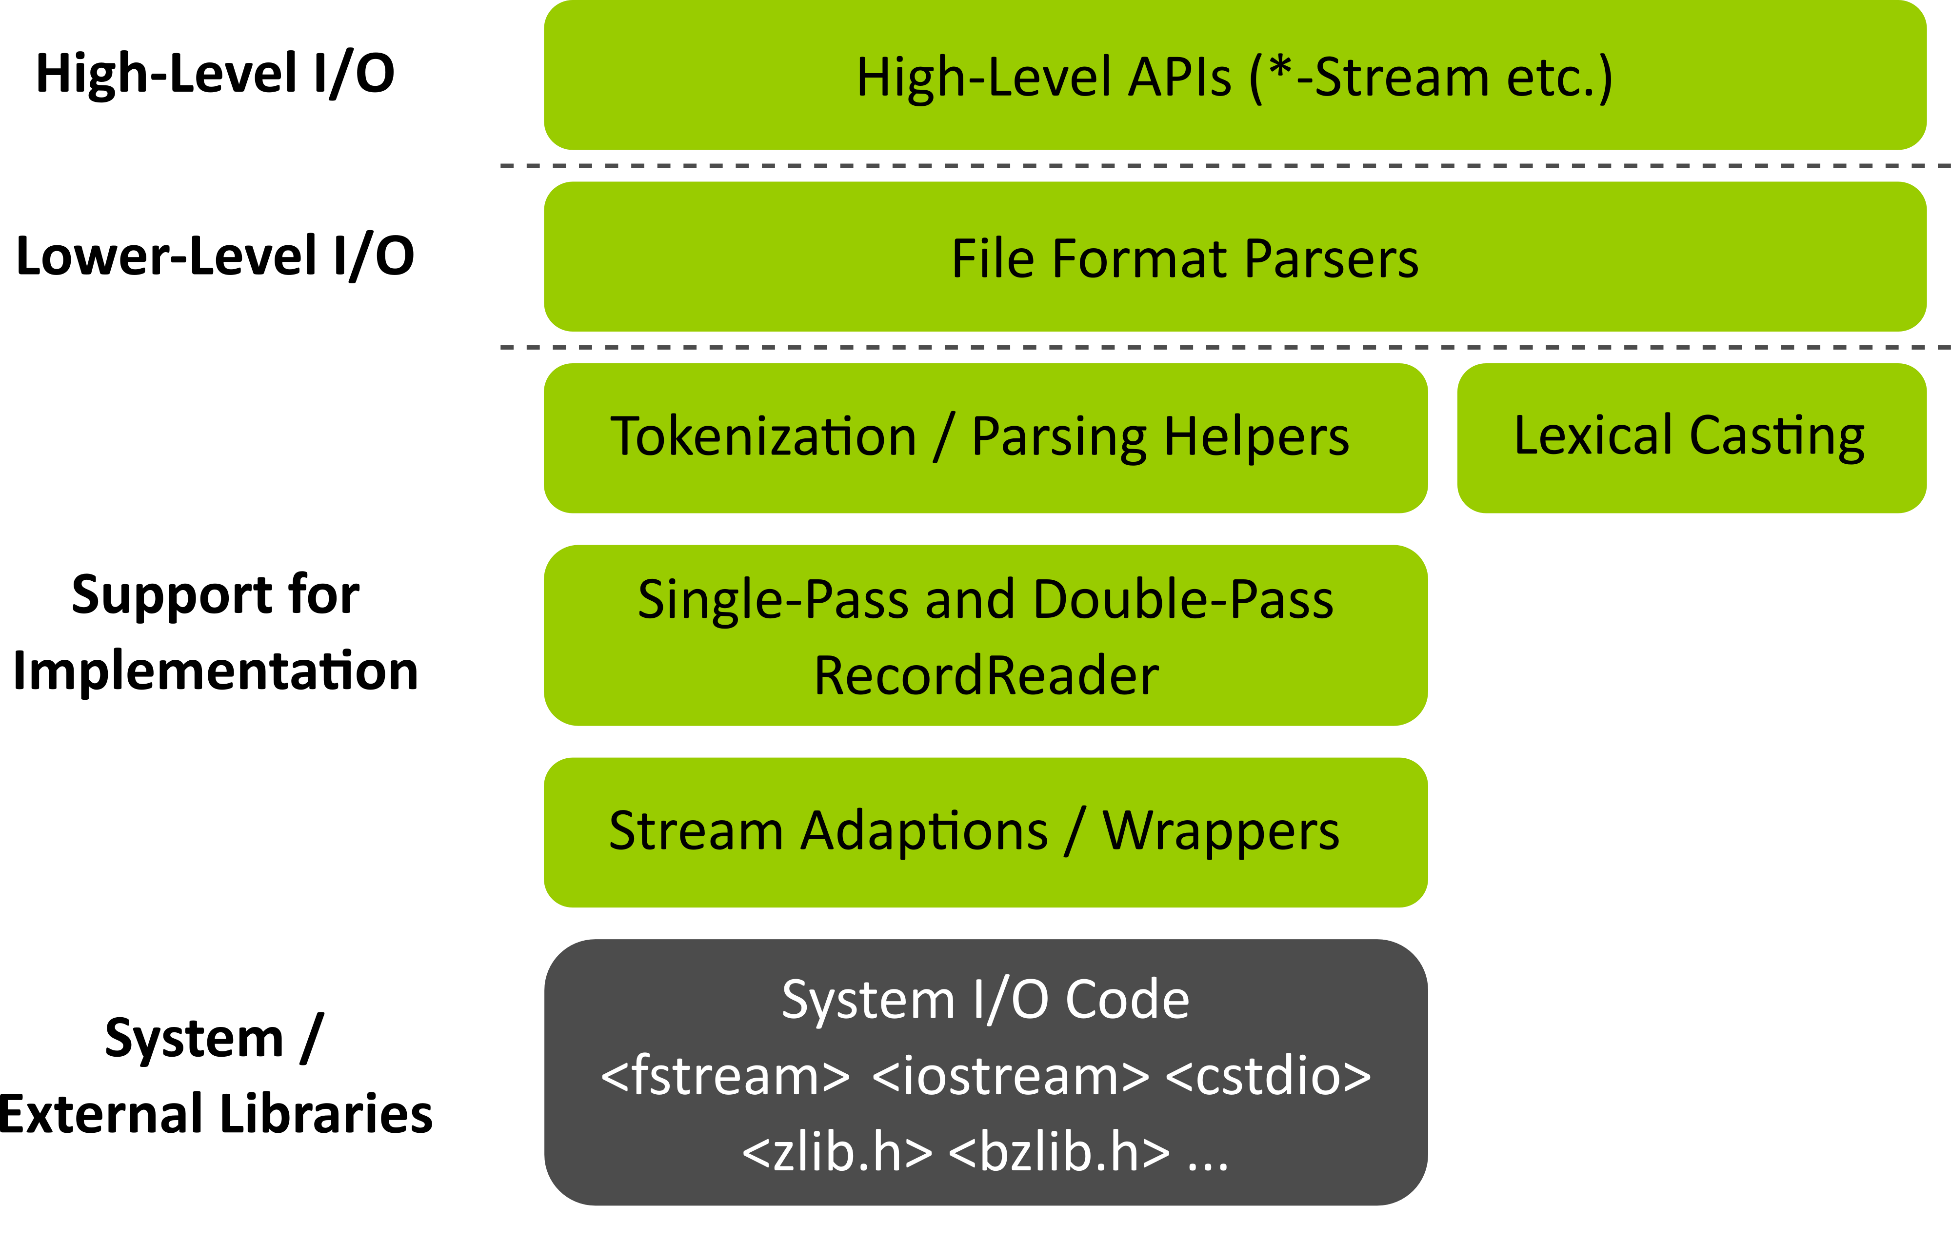 High-Level I/O
High-Level APIs (*-Stream etc.)
Lower-Level I/O
File Format Parsers
Tokenization / Parsing Helpers
Lexical Casting
Support for
Implementation
Single-Pass and Double-Pass
RecordReader
Stream Adaptions / Wrappers
System /
External Libraries
System I/O Code
<fstream> <iostream> <cstdio>
<zlib.h> <bzlib.h> ...